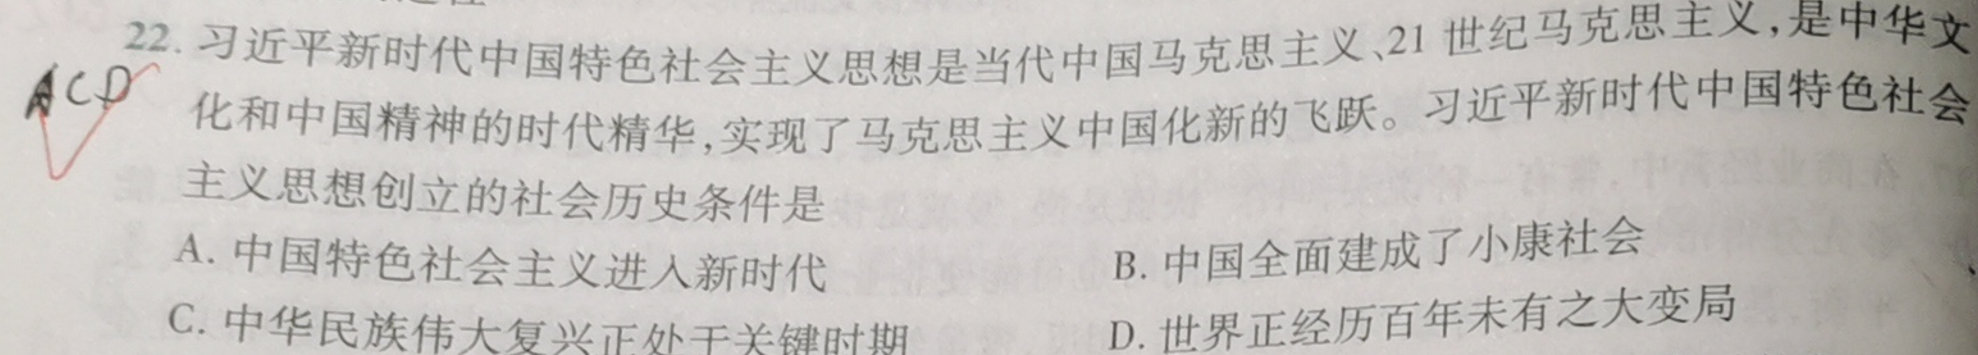 22. 习近平新时代中国特色社会主义思想是当代中国马克思主义、21世纪马克思主义,是中华文
ACD
化和中国精神的时代精华,实现了马克思主义中国化新的飞跃。习近平新时代中国特色社会
主义思想创立的社会历史条件是
A. 中国特色社会主义进入新时代 B. 中国全面建成了小康社会
C. 中华民族伟大复兴正处于关键时期 D. 世界正经历百年未有之大变局